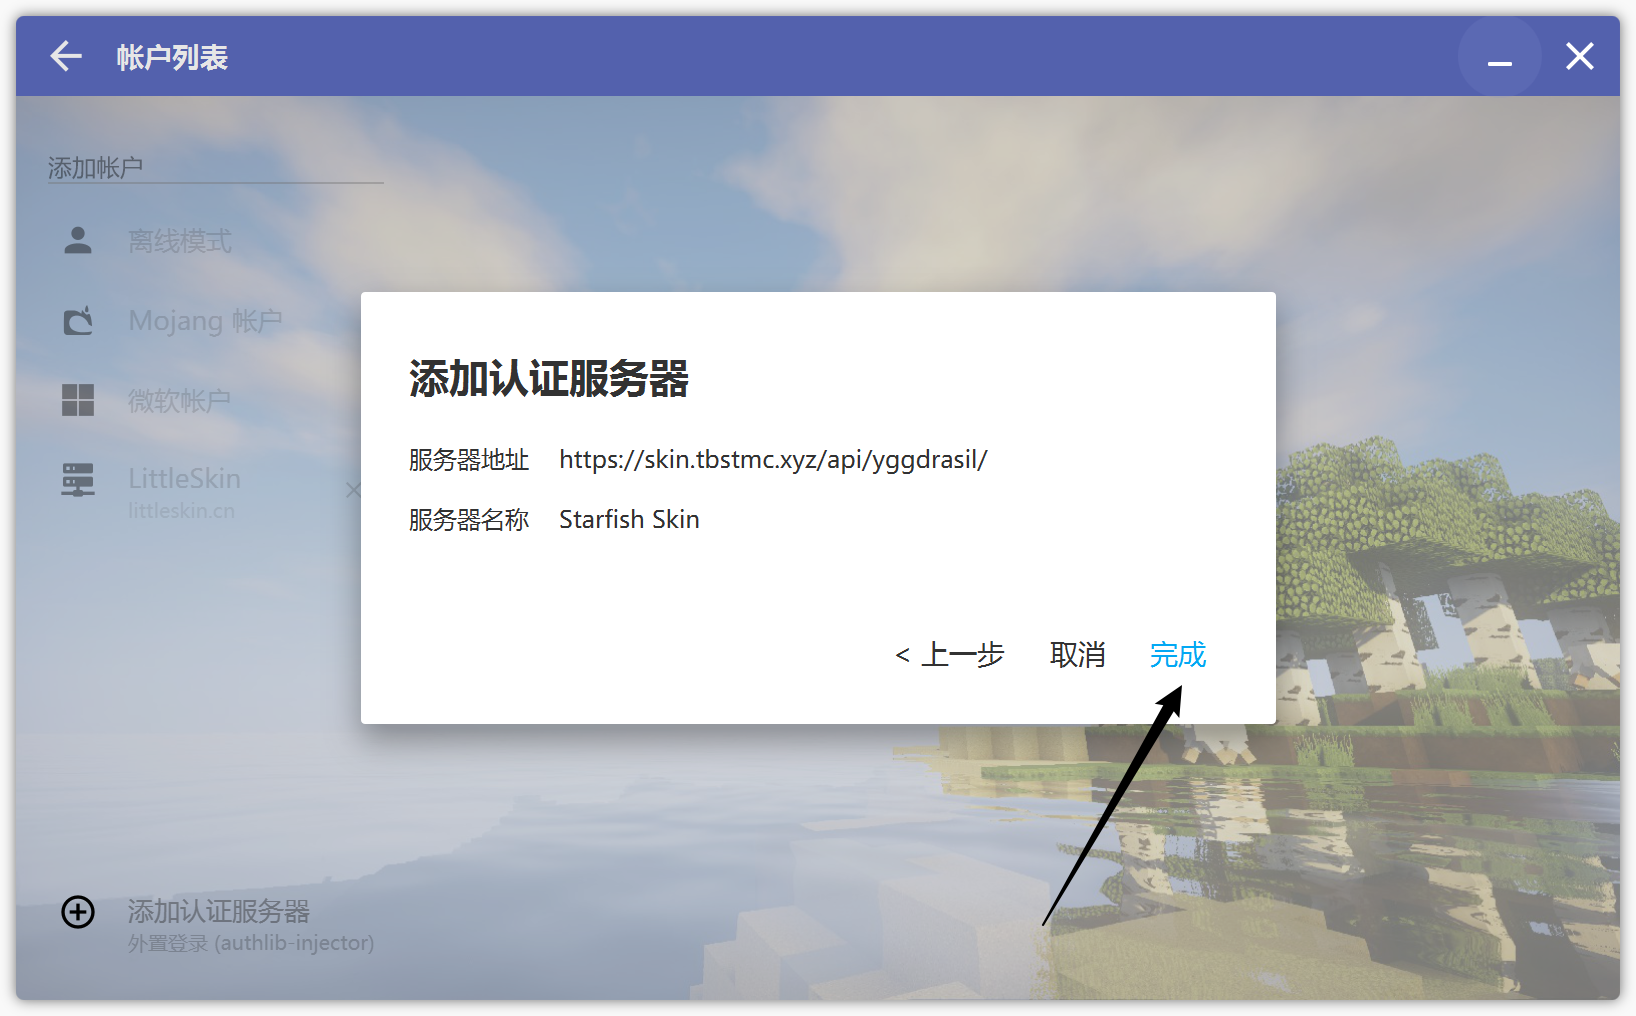 帐户列表
添加帐户
离线模式
Mojang 帐户
微软帐户
LittleSkin
littleskin.cn
添加认证服务器
服务器地址 https://skin.tbstmc.xyz/api/yggdrasil/
服务器名称 Starfish Skin
< 上一步 取消 完成
添加认证服务器
外置登录 (authlib-injector)